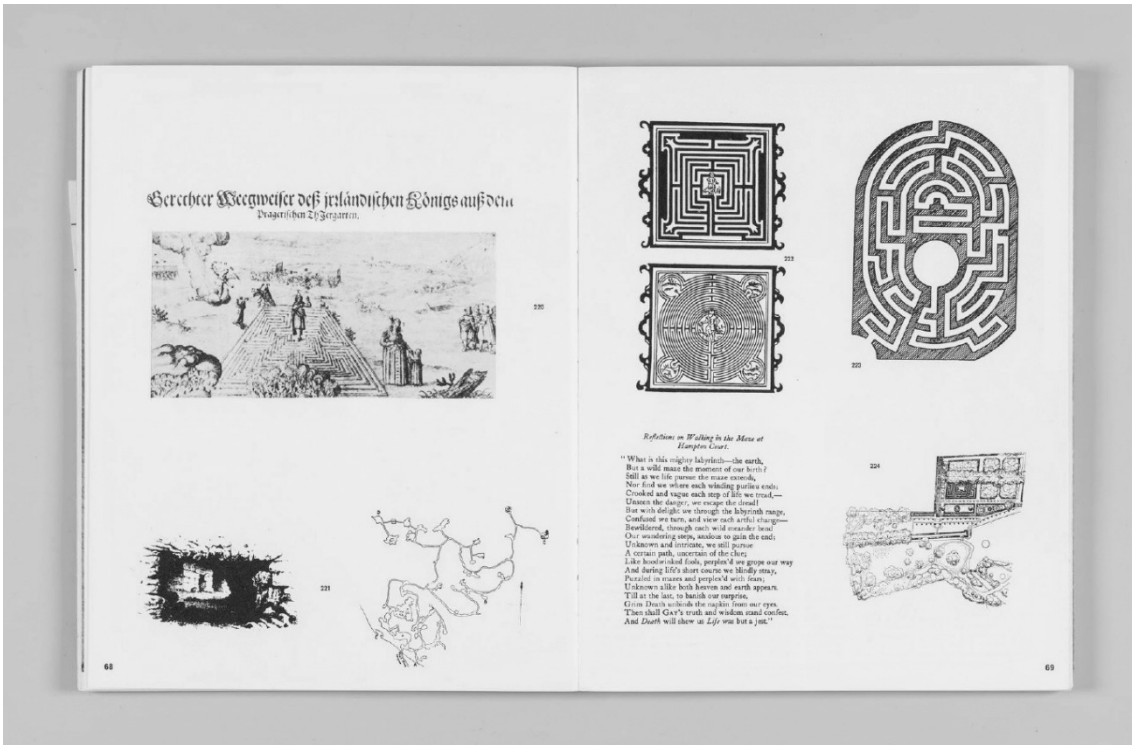 Gerechter Weegweiser deß jrrländischen Königs auß dem
Pragerischen Thiergarten.
220
221
68
222
223
Reflections on Walking in the Maze at
Hampton Court.
" What is this mighty labyrinth—the earth,
But a wild maze the moment of our birth?
Still as we life pursue the maze extends,
Nor find we where each winding purlieu ends;
Crooked and vague each step of life we tread,—
Unseen the danger, we escape the dread!
But with delight we through the labyrinth range,
Confused we turn, and view each artful change—
Bewildered, through each wild meander bend
Our wandering steps, anxious to gain the end;
Unknown and intricate, we still pursue
A certain path, uncertain of the clue;
Like hoodwinked fools, perplex'd we grope our way
And during life's short course we blindly stray,
Puzzled in mazes and perplex'd with fears;
Unknown alike both heaven and earth appears.
Till at the last, to banish our surprise,
Grim Death unbinds the napkin from our eyes.
Then shall GAY's truth and wisdom stand confest,
And Death will shew us Life was but a jest."
224
69